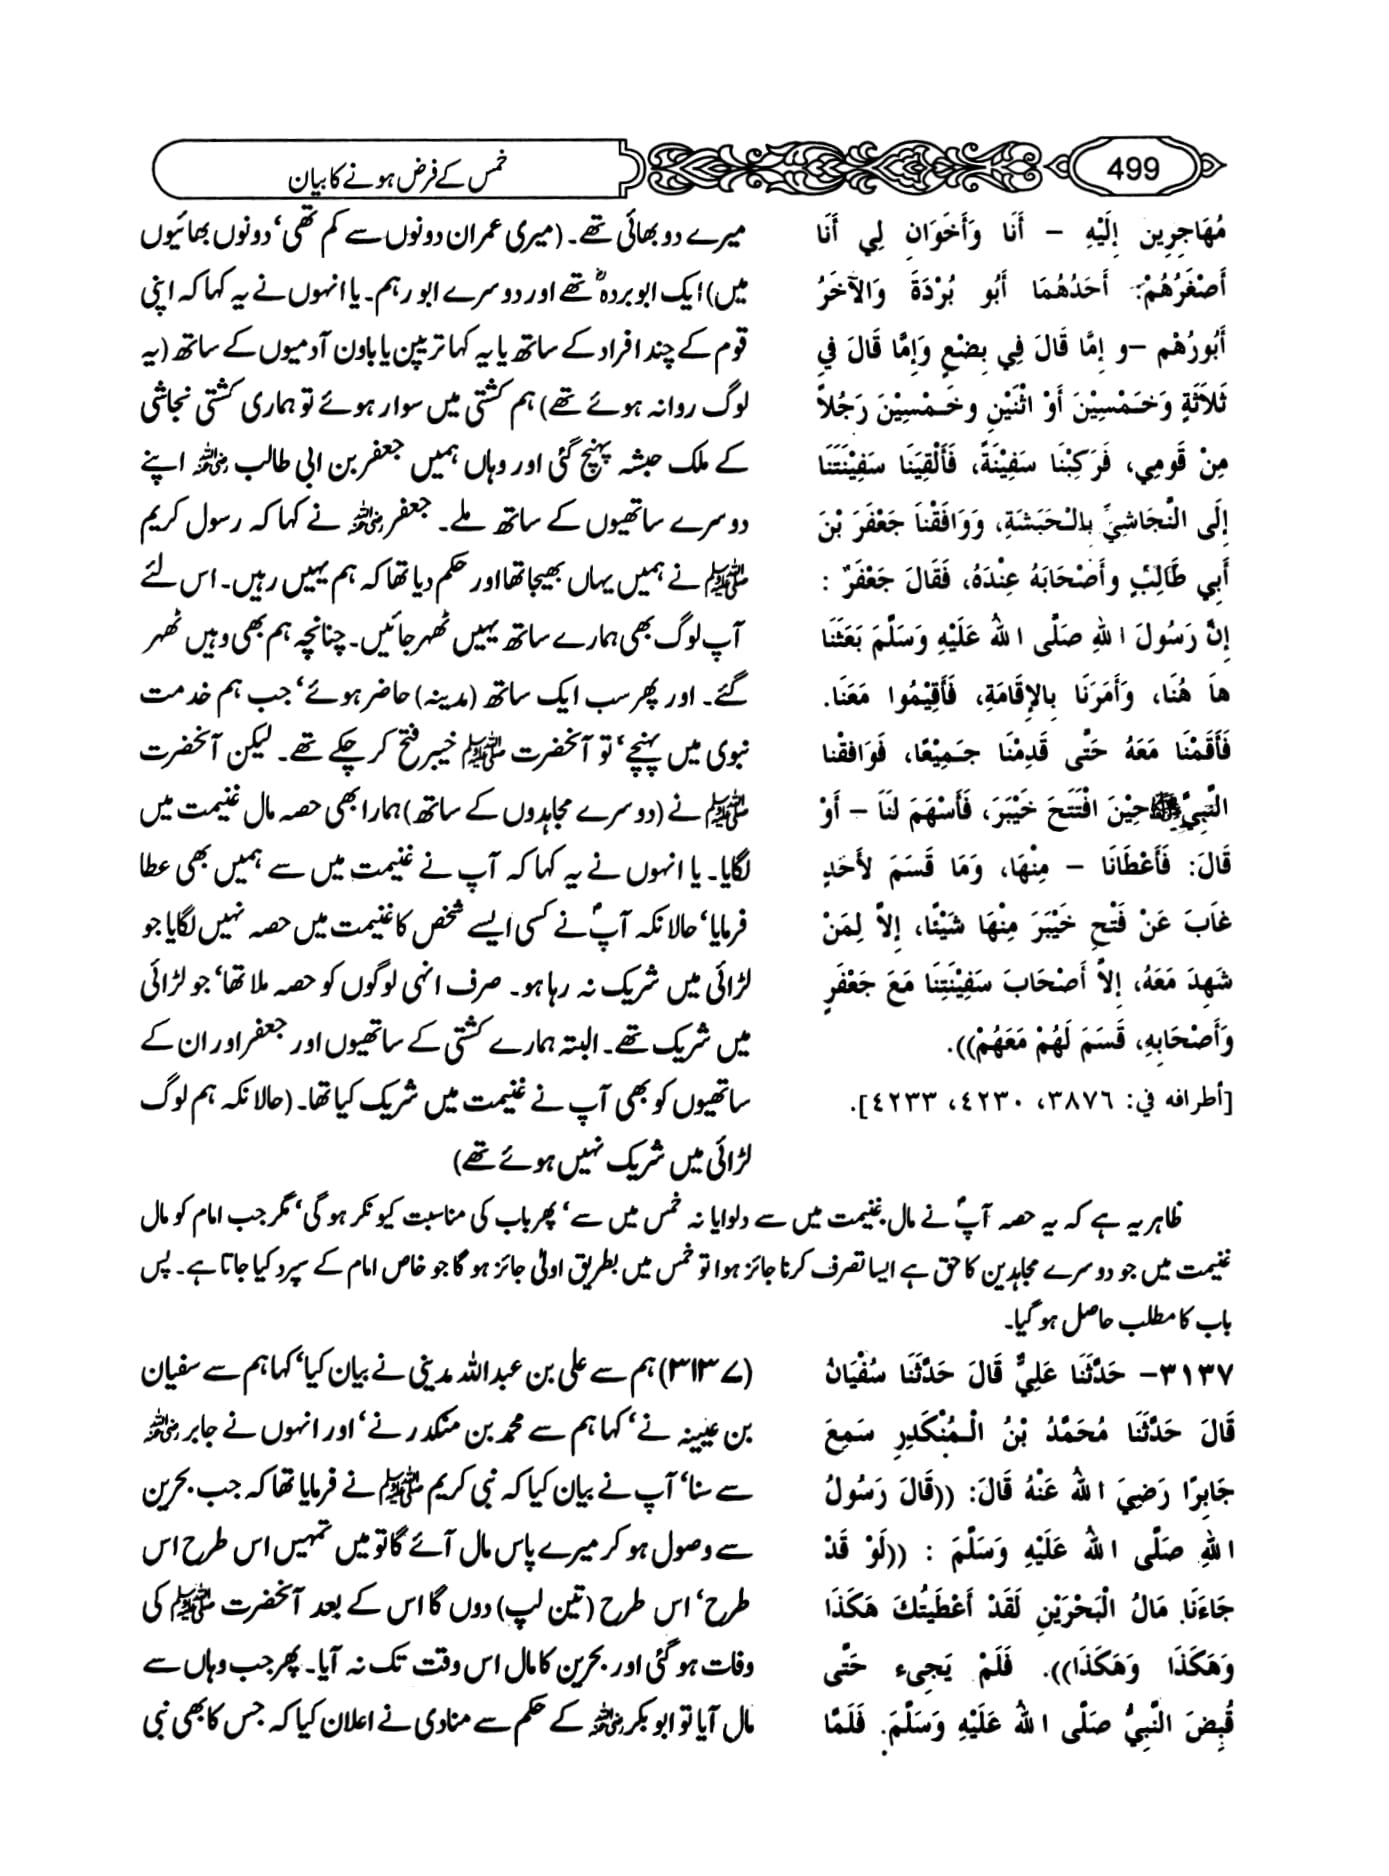 499
خمس کے فرض ہونے کا بیان
مُهَاجِرِينَ إِلَيْهِ – أَنَا وَأَخَوَانِ لِي أَنَا
أَصْغَرُهُمْ: أَحَدُهُمَا أَبُو بُرْدَةَ وَالآخَرُ
أَبُورُهْمٍ –و إِمَّا قَالَ فِي بِضْعٍ وَإِمَّا قَالَ فِي
ثَلاَثَةٍ وَخَمْسِيْنَ أَوْ اثْنَيْنِ وخَمْسِيْنَ رَجُلاً
مِنْ قَومِي، فَرَكِبْنَا سَفِيْنَةً، فَأَلْقَيَنَا سَفِيْنَتَنَا
إِلَى النَّجَاشِيِّ بِالْحَبَشَةِ، وَوَافَقْنَا جَعْفَرَ بْنَ
أَبِي طَالِبٍ وأَصْحَابَهُ عِنْدَهُ، فَقَالَ جَعْفَرٌ :
إِنَّ رَسُولَ اللهِ صَلَّى اللهُ عَلَيْهِ وَسَلَّمَ بَعَثَنَا
هاَ هُنَا، وَأَمَرَنَا بِالإِقَامَةِ، فَأَقِيْمُوا مَعَنَا.
فَأَقَمْنَا مَعَهُ حَتَّى قَدِمْنَا جَمِيْعًا، فَوَافقْنا
النَّبِيَّ ﷺ حِيْنَ افْتَتَحَ خَيْبَرَ، فَأَسْهَمَ لَنَا – أَوْ
قَالَ: فَأَعْطَانَا – مِنْهَا، وَمَا قَسَمَ لأَحَدٍ
غَابَ عَنْ فَتْحِ خَيْبَرَ مِنْهَا شَيْئًا، إِلاَّ لِمَنْ
شَهِدَ مَعَهُ، إِلاَّ أَصْحَابَ سَفِيْنَتِنَا مَعَ جَعْفَرٍ
وَأَصْحَابِهِ، قَسَمَ لَهُمْ مَعَهُمْ)).
[أطرافه في: ٣٨٧٦، ٤٢٣٠، ٤٢٣٣].
میرے دو بھائی تھے۔ (میری عمر ان دونوں سے کم تھی‘ دونوں بھائیوں
میں) ایک ابو بردہؓ تھے اور دوسرے ابو رہم۔ یا انہوں نے یہ کہا کہ اپنی
قوم کے چند افراد کے ساتھ یا یہ کہا تریپن یا باون آدمیوں کے ساتھ (یہ
لوگ روانہ ہوئے تھے) ہم کشتی میں سوار ہوئے تو ہماری کشتی نجاشی
کے ملک حبشہ پہنچ گئی اور وہاں ہمیں جعفر بن ابی طالب رضی اللہ عنہ اپنے
دوسرے ساتھیوں کے ساتھ ملے۔ جعفر رضی اللہ عنہ نے کہا کہ رسول کریم
ﷺ نے ہمیں یہاں بھیجا تھا اور حکم دیا تھا کہ ہم یہیں رہیں۔ اس لئے
آپ لوگ بھی ہمارے ساتھ یہیں ٹھہر جائیں۔ چنانچہ ہم بھی وہیں ٹھہر
گئے۔ اور پھر سب ایک ساتھ (مدینہ) حاضر ہوئے‘ جب ہم خدمت
نبوی میں پہنچے‘ تو آنحضرت ﷺ خیبر فتح کر چکے تھے۔ لیکن آنحضرت
ﷺ نے (دوسرے مجاہدوں کے ساتھ) ہمارا بھی حصہ مال غنیمت میں
لگایا۔ یا انہوں نے یہ کہا کہ آپ نے غنیمت میں سے ہمیں بھی عطا
فرمایا‘ حالانکہ آپؐ نے کسی ایسے شخص کا غنیمت میں حصہ نہیں لگایا جو
لڑائی میں شریک نہ رہا ہو۔ صرف انہی لوگوں کو حصہ ملا تھا‘ جو لڑائی
میں شریک تھے۔ البتہ ہمارے کشتی کے ساتھیوں اور جعفر اور ان کے
ساتھیوں کو بھی آپ نے غنیمت میں شریک کیا تھا۔ (حالانکہ ہم لوگ
لڑائی میں شریک نہیں ہوئے تھے)
ظاہر یہ ہے کہ یہ حصہ آپؐ نے مال غنیمت میں سے دلوایا نہ خمس میں سے‘ پھر باب کی مناسبت کیونکر ہو گی‘ مگر جب امام کو مال
غنیمت میں جو دوسرے مجاہدین کا حق ہے ایسا تصرف کرنا جائز ہوا تو خمس میں بطریق اولیٰ جائز ہو گا جو خاص امام کے سپرد کیا جاتا ہے۔ پس
باب کا مطلب حاصل ہو گیا۔
٣١٣٧- حَدَّثَنَا عَلِيٌّ قَالَ حَدَّثَنَا سُفْيَانُ
قَالَ حَدَّثَنَا مُحَمَّدُ بْنُ الْمُنْكَدِرِ سَمِعَ
جَابِرًا رَضِيَ اللهُ عَنْهُ قَالَ: ((قَالَ رَسُولُ
اللهِ صَلَّى اللهُ عَلَيْهِ وَسَلَّمَ : ((لَوْ قَدْ
جَاءَنَا مَالُ الْبَحْرَيْنِ لَقَدْ أَعْطَيتُكَ هَكَذَا
وَهَكَذَا وَهَكَذَا)). فَلَمْ يَجِىء حَتَّى
قُبِضَ النَّبِيُّ صَلَّى اللهُ عَلَيْهِ وَسَلَّمَ. فَلَمَّا
(۳۱۳۷) ہم سے علی بن عبداللہ مدینی نے بیان کیا‘ کہا ہم سے سفیان
بن عیینہ نے‘ کہا ہم سے محمد بن منکدر نے‘ اور انہوں نے جابر رضی اللہ عنہ
سے سنا‘ آپ نے بیان کیا کہ نبی کریم ﷺ نے فرمایا تھا کہ جب بحرین
سے وصول ہو کر میرے پاس مال آئے گا تو میں تمہیں اس طرح اس
طرح‘ اس طرح (تین لپ) دوں گا اس کے بعد آنحضرت ﷺ کی
وفات ہو گئی اور بحرین کا مال اس وقت تک نہ آیا۔ پھر جب وہاں سے
مال آیا تو ابو بکر رضی اللہ عنہ کے حکم سے منادی نے اعلان کیا کہ جس کا بھی نبی